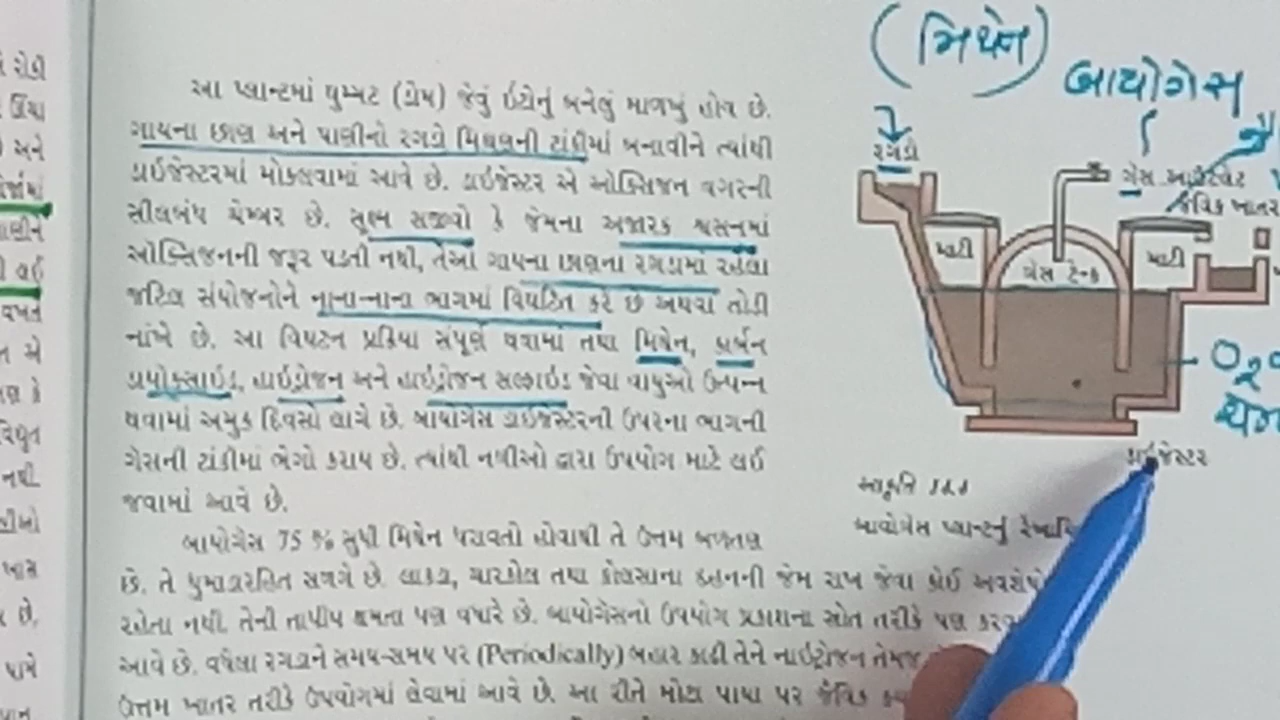 (મિથેન)
બાયોગેસ
રગડો
ગેસ આઉટલેટ
જૈવિક ખાતર
માટી
ગેસ ટેન્ક
માટી
ડાઈજેસ્ટર
આકૃતિ
બાયોગેસ પ્લાન્ટનું
આ પ્લાન્ટમાં ઘુમ્મટ (ડોમ) જેવું ઈંટોનું બનેલું માળખું હોય છે.
ગાયના છાણ અને પાણીનો રગડો મિશ્રણની ટાંકીમાં બનાવીને ત્યાંથી
ડાઈજેસ્ટરમાં મોકલવામાં આવે છે. ડાઈજેસ્ટર એ ઓક્સિજન વગરની
સીલબંધ ચેમ્બર છે. સૂક્ષ્મ સજીવો કે જેમના અજારક શ્વસનમાં
ઓક્સિજનની જરૂર પડતી નથી, તેઓ ગાયના છાણના રગડામાં રહેલા
જટિલ સંયોજનોને નાના-નાના ભાગમાં વિઘટિત કરે છે અથવા તોડી
નાંખે છે. આ વિઘટન પ્રક્રિયા સંપૂર્ણ થવામાં તથા મિથેન, કાર્બન
ડાયોક્સાઇડ, હાઈડ્રોજન અને હાઈડ્રોજન સલ્ફાઈડ જેવા વાયુઓ ઉત્પન્ન
થવામાં અમુક દિવસો લાગે છે. બાયોગેસ ડાઈજેસ્ટરની ઉપરના ભાગની
ગેસની ટાંકીમાં ભેગો કરાય છે. ત્યાંથી નળીઓ દ્વારા ઉપયોગ માટે લઈ
જવામાં આવે છે.
બાયોગેસ 75 % સુધી મિથેન ધરાવતો હોવાથી તે ઉત્તમ બળતણ
છે. તે ધુમાડારહિત સળગે છે. લાકડા, ચારકોલ તથા કોલસાના દહનની જેમ રાખ જેવા કોઈ અવશેષો
રહેતા નથી. તેની તાપીય ક્ષમતા પણ વધારે છે. બાયોગૅસનો ઉપયોગ પ્રકાશના સ્રોત તરીકે પણ
આવે છે. વધેલા રગડાને સમય-સમય પર (Periodically) બહાર કાઢી તેને નાઈટ્રોજન તેમજ
ઉત્તમ ખાતર તરીકે ઉપયોગમાં લેવામાં આવે છે. આ રીતે મોટા પાયા પર જૈવિક